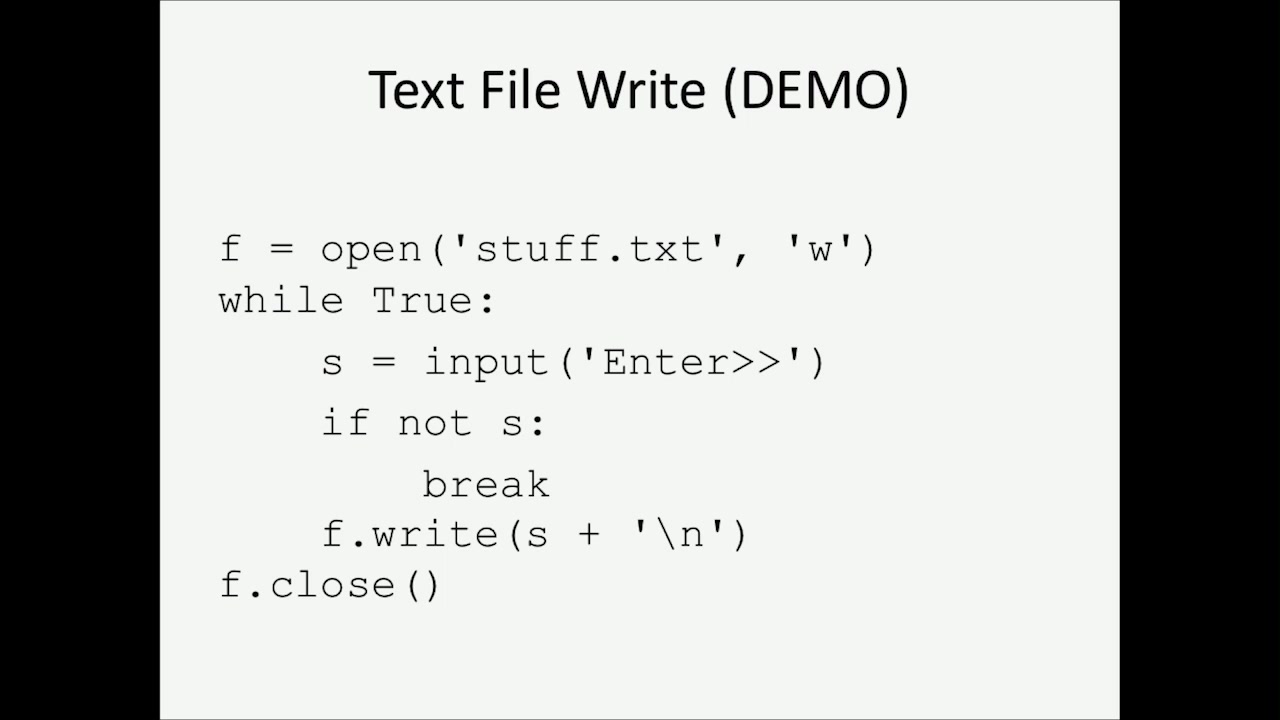 Text File Write (DEMO)
f = open('stuff.txt', 'w')
while True:
    s = input('Enter>>')
    if not s:
        break
    f.write(s + '\n')
f.close()